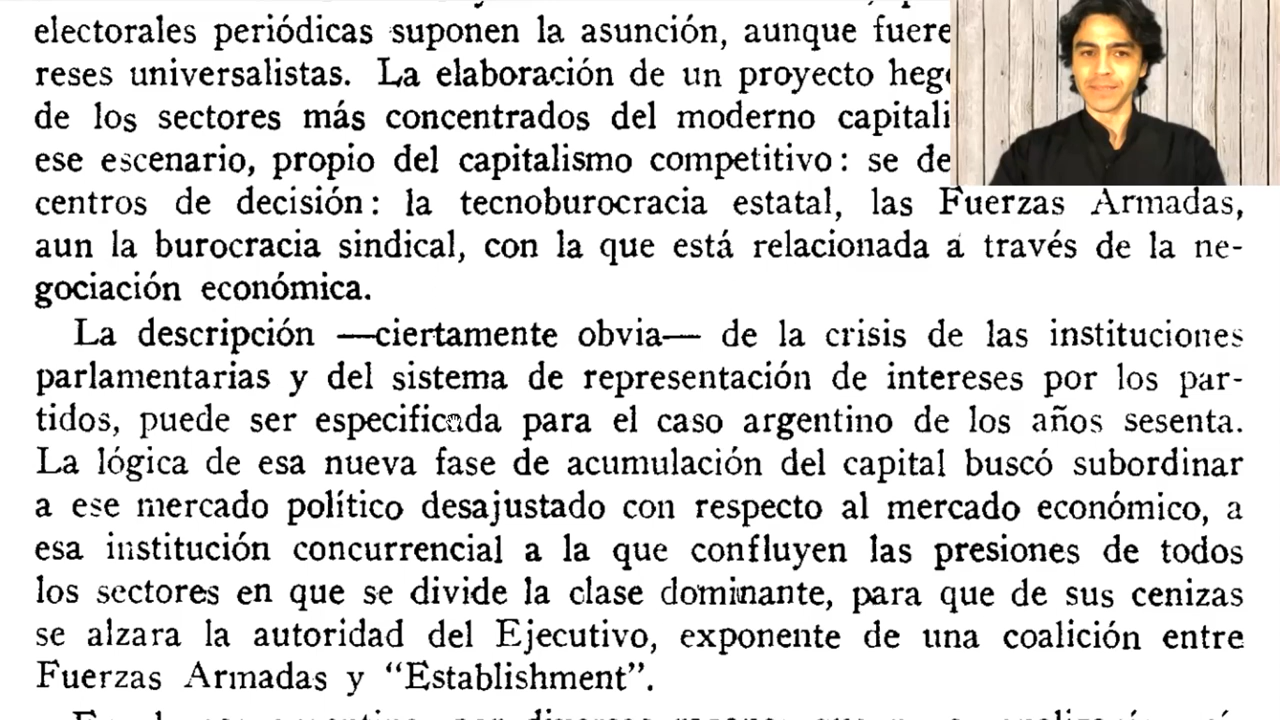 electorales periódicas suponen la asunción, aunque fuere
reses universalistas. La elaboración de un proyecto
de los sectores más concentrados del moderno
ese escenario, propio del capitalismo competitivo: se
centros de decisión: la tecnoburocracia estatal, las Fuerzas Armadas,
aun la burocracia sindical, con la que está relacionada a través de la ne-
gociación económica.
La descripción —ciertamente obvia— de la crisis de las instituciones
parlamentarias y del sistema de representación de intereses por los par-
tidos, puede ser especificada para el caso argentino de los años sesenta.
La lógica de esa nueva fase de acumulación del capital buscó subordinar
a ese mercado político desajustado con respecto al mercado económico, a
esa institución concurrencial a la que confluyen las presiones de todos
los sectores en que se divide la clase dominante, para que de sus cenizas
se alzara la autoridad del Ejecutivo, exponente de una coalición entre
Fuerzas Armadas y “Establishment”.